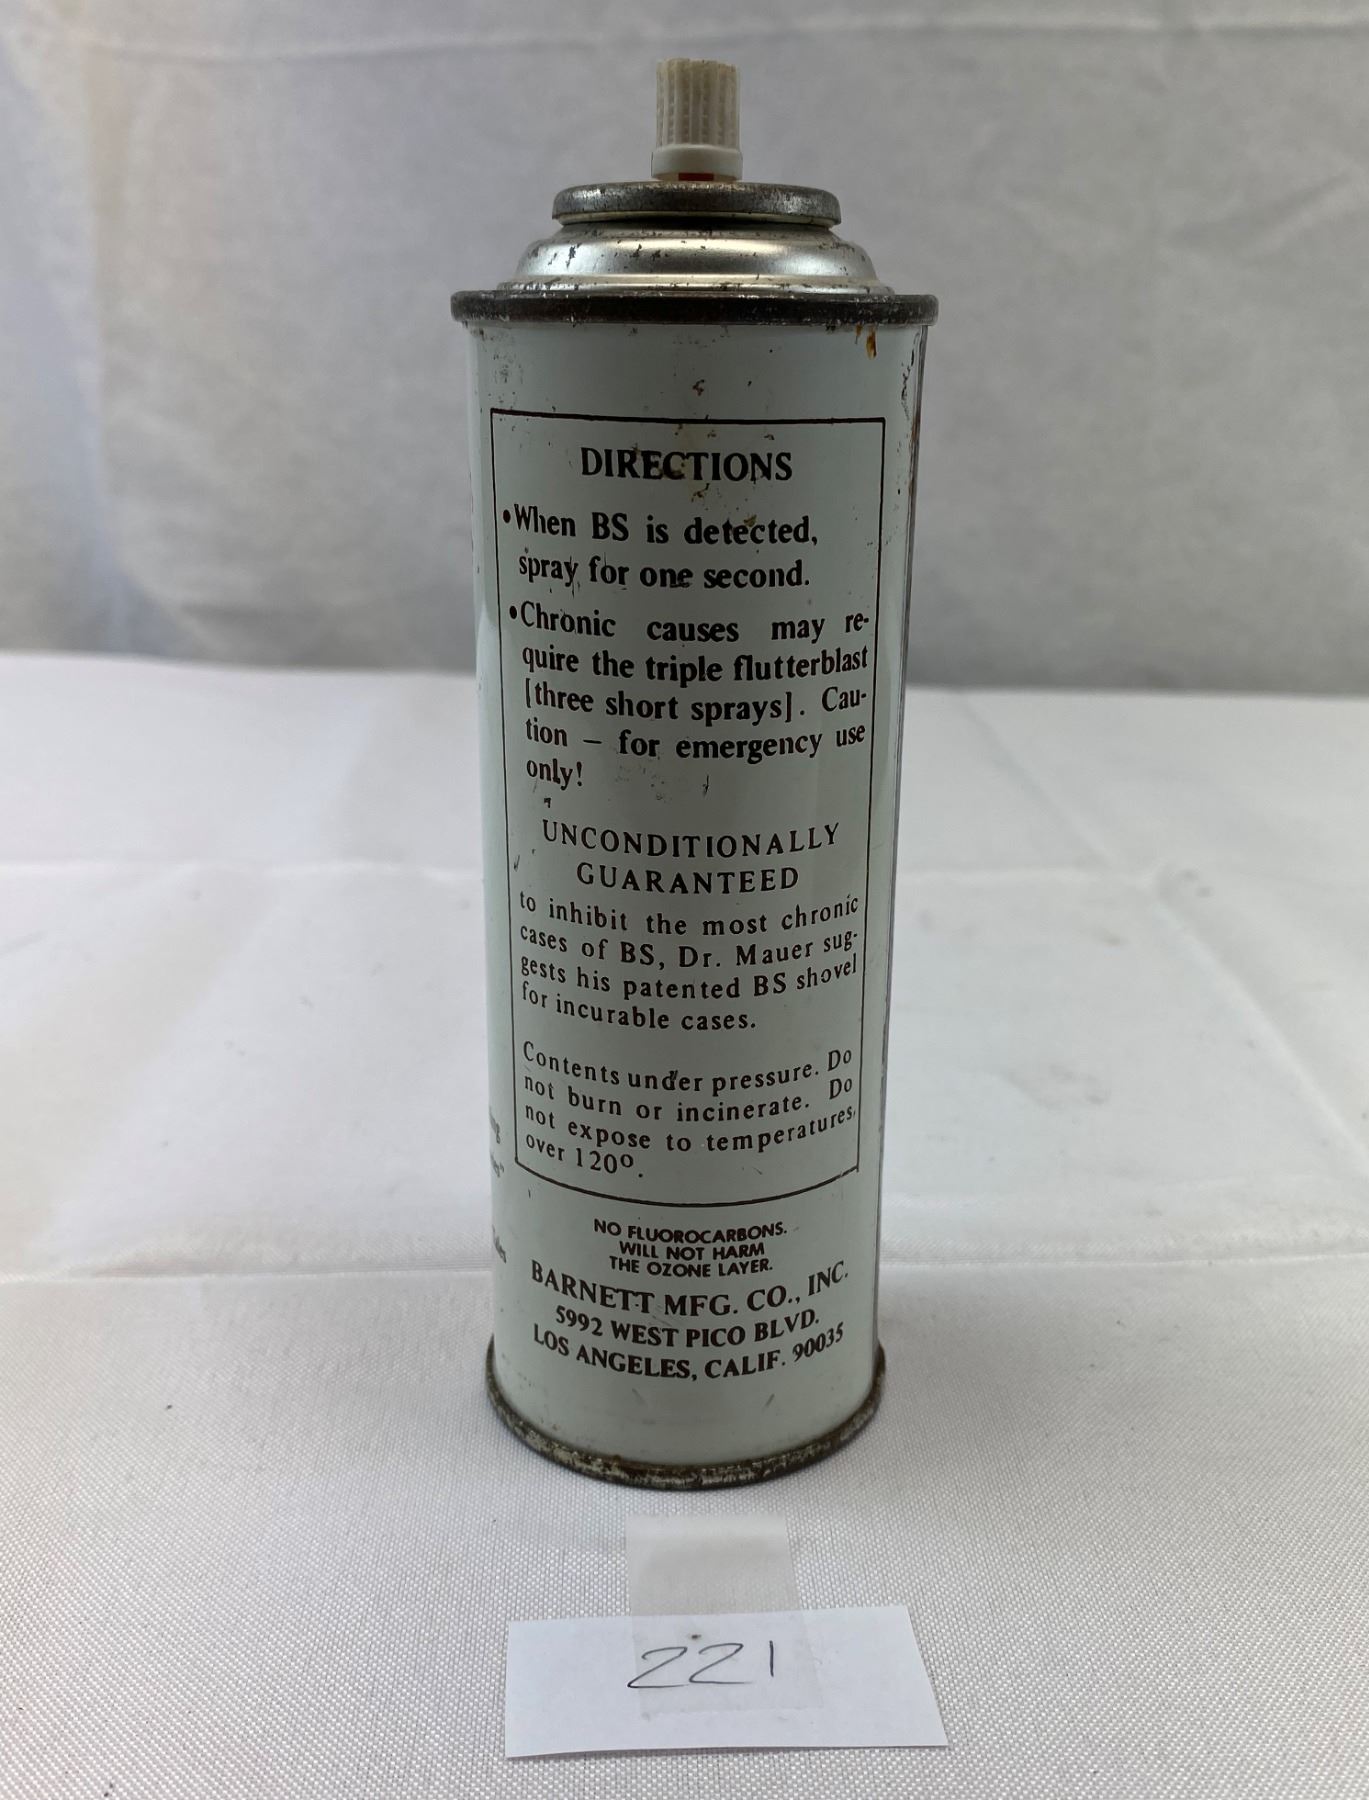 DIRECTIONS
•When BS is detected,
spray for one second.
•Chronic causes may re-
quire the triple flutterblast
[three short sprays]. Cau-
tion – for emergency use
only!
UNCONDITIONALLY
GUARANTEED
to inhibit the most chronic
cases of BS, Dr. Mauer sug-
gests his patented BS shovel
for incurable cases.
Contents under pressure. Do
not burn or incinerate. Do
not expose to temperatures
over 120º.
NO FLUOROCARBONS.
WILL NOT HARM
THE OZONE LAYER.
BARNETT MFG. CO., INC.
5992 WEST PICO BLVD.
LOS ANGELES, CALIF. 90035
221